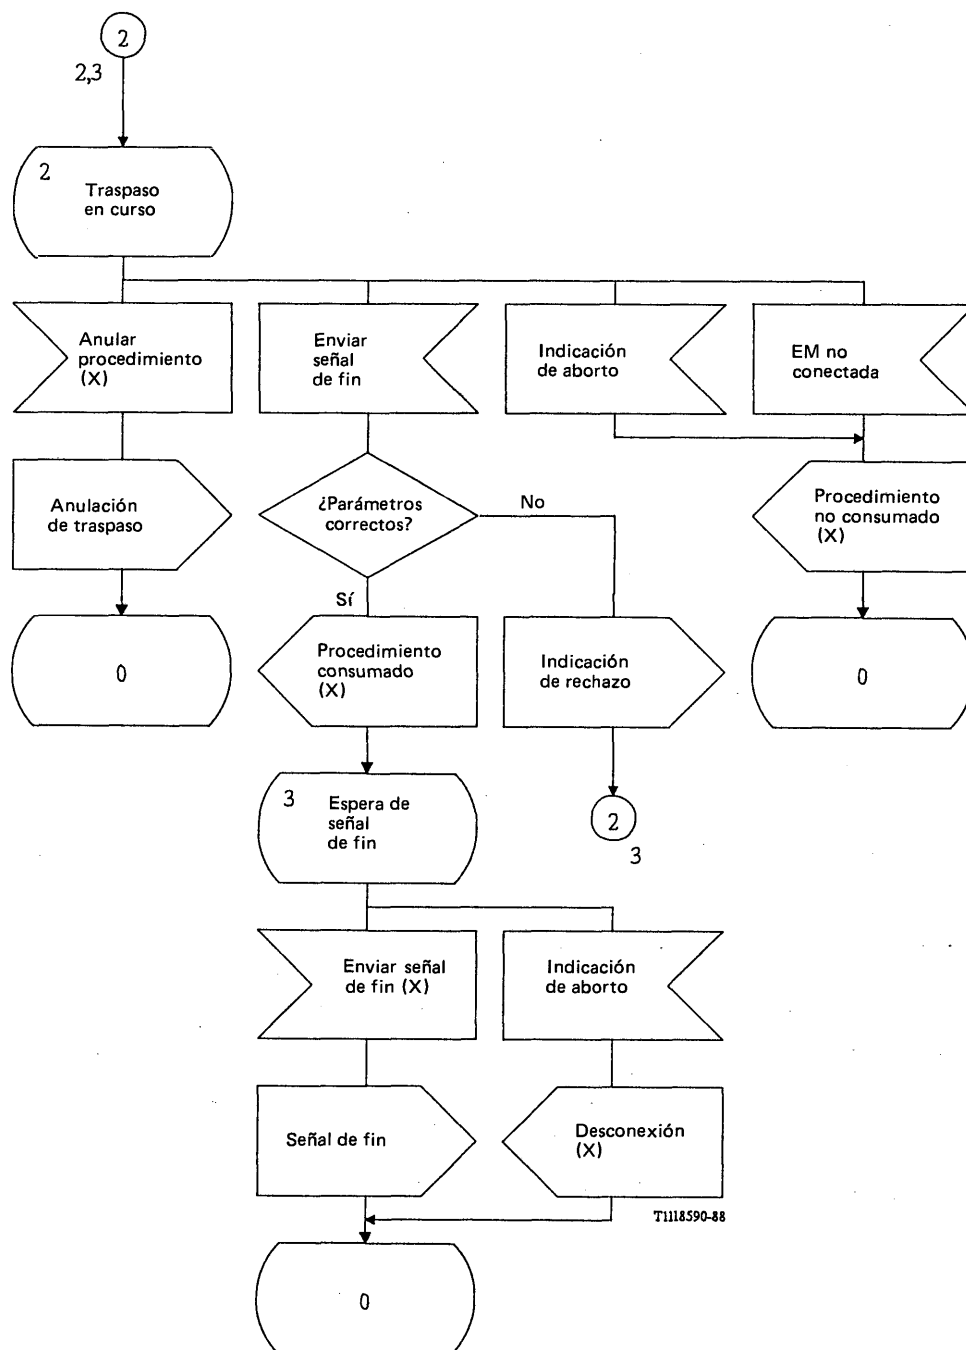 2
2,3
2
Traspaso
en curso
Anular
procedimiento
(X)
Enviar
señal
de fin
Indicación
de aborto
EM no
conectada
Anulación
de traspaso
¿Parámetros
correctos?
No
Procedimiento
no consumado
(X)
Sí
0
Procedimiento
consumado
(X)
Indicación
de rechazo
0
3
Espera de
señal
de fin
2
3
Enviar señal
de fin (X)
Indicación
de aborto
Señal de fin
Desconexión
(X)
T1118590-88
0